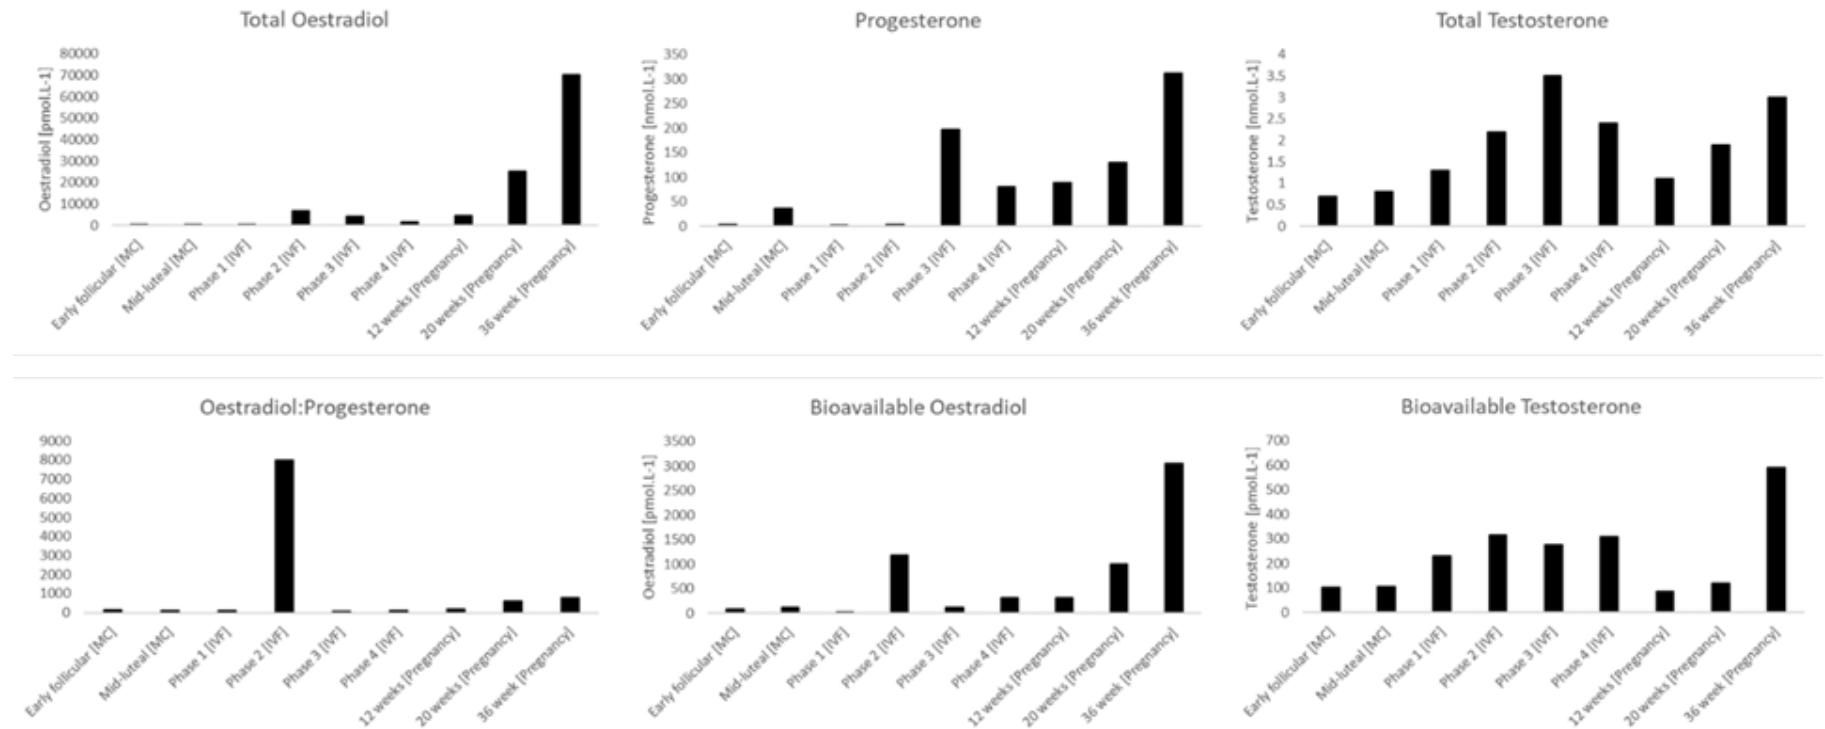 Total Oestradiol
Oestradiol [pmol.L-1]
80000
70000
60000
50000
40000
30000
20000
10000
0
Early follicular [MC]
Mid-luteal [MC]
Phase 1 [IVF]
Phase 2 [IVF]
Phase 3 [IVF]
Phase 4 [IVF]
12 weeks [Pregnancy]
20 weeks [Pregnancy]
36 week [Pregnancy]
Progesterone
Progesterone [nmol.L-1]
350
300
250
200
150
100
50
0
Early follicular [MC]
Mid-luteal [MC]
Phase 1 [IVF]
Phase 2 [IVF]
Phase 3 [IVF]
Phase 4 [IVF]
12 weeks [Pregnancy]
20 weeks [Pregnancy]
36 week [Pregnancy]
Total Testosterone
Testosterone [nmol.L-1]
4
3.5
3
2.5
2
1.5
1
0.5
0
Early follicular [MC]
Mid-luteal [MC]
Phase 1 [IVF]
Phase 2 [IVF]
Phase 3 [IVF]
Phase 4 [IVF]
12 weeks [Pregnancy]
20 weeks [Pregnancy]
36 week [Pregnancy]
Oestradiol:Progesterone
9000
8000
7000
6000
5000
4000
3000
2000
1000
0
Early follicular [MC]
Mid-luteal [MC]
Phase 1 [IVF]
Phase 2 [IVF]
Phase 3 [IVF]
Phase 4 [IVF]
12 weeks [Pregnancy]
20 weeks [Pregnancy]
36 week [Pregnancy]
Bioavailable Oestradiol
Oestradiol [pmol.L-1]
3500
3000
2500
2000
1500
1000
500
0
Early follicular [MC]
Mid-luteal [MC]
Phase 1 [IVF]
Phase 2 [IVF]
Phase 3 [IVF]
Phase 4 [IVF]
12 weeks [Pregnancy]
20 weeks [Pregnancy]
36 week [Pregnancy]
Bioavailable Testosterone
Testosterone [pmol.L-1]
700
600
500
400
300
200
100
0
Early follicular [MC]
Mid-luteal [MC]
Phase 1 [IVF]
Phase 2 [IVF]
Phase 3 [IVF]
Phase 4 [IVF]
12 weeks [Pregnancy]
20 weeks [Pregnancy]
36 week [Pregnancy]